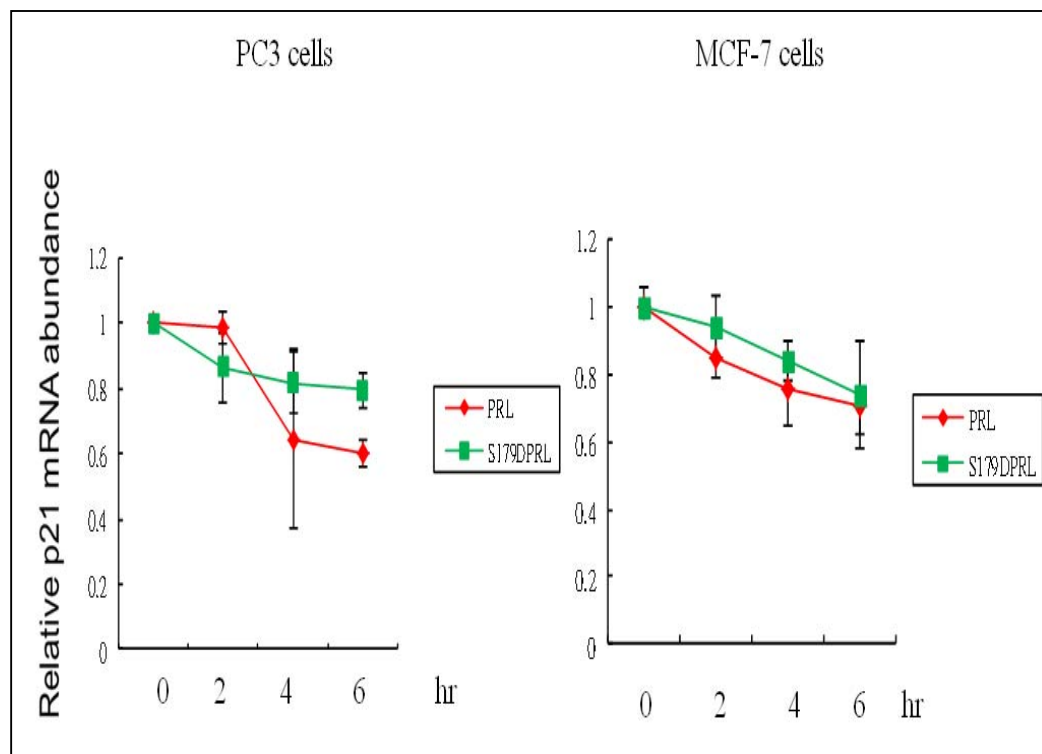 PC3 cells
MCF-7 cells
Relative p21 mRNA abundance
1.2
1
0.8
0.6
0.4
0.2
0
0 2 4 6 hr
PRL
S179DPRL
1.2
1
0.8
0.6
0.4
0.2
0
0 2 4 6 hr
PRL
S179DPRL